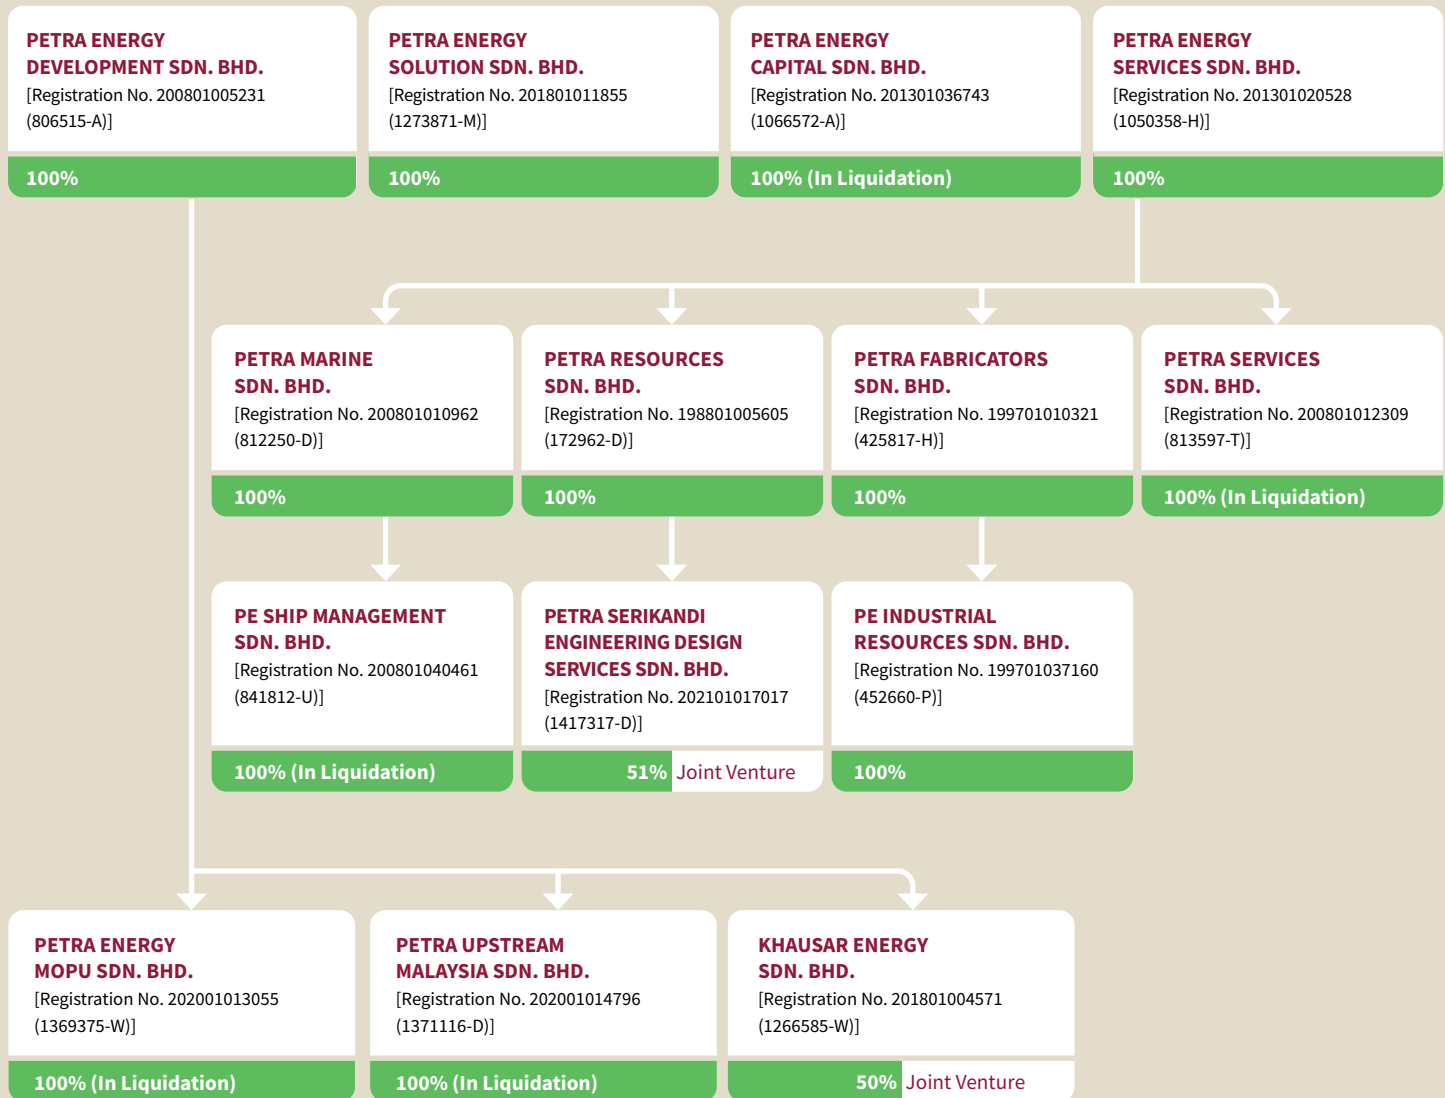 PETRA ENERGY
DEVELOPMENT SDN. BHD.
[Registration No. 200801005231
(806515-A)]
100%
PETRA ENERGY
SOLUTION SDN. BHD.
[Registration No. 201801011855
(1273871-M)]
100%
PETRA ENERGY
CAPITAL SDN. BHD.
[Registration No. 201301036743
(1066572-A)]
100% (In Liquidation)
PETRA ENERGY
SERVICES SDN. BHD.
[Registration No. 201301020528
(1050358-H)]
100%
PETRA MARINE
SDN. BHD.
[Registration No. 200801010962
(812250-D)]
100%
PETRA RESOURCES
SDN. BHD.
[Registration No. 198801005605
(172962-D)]
100%
PETRA FABRICATORS
SDN. BHD.
[Registration No. 199701010321
(425817-H)]
100%
PETRA SERVICES
SDN. BHD.
[Registration No. 200801012309
(813597-T)]
100% (In Liquidation)
PE SHIP MANAGEMENT
SDN. BHD.
[Registration No. 200801040461
(841812-U)]
100% (In Liquidation)
PETRA SERIKANDI
ENGINEERING DESIGN
SERVICES SDN. BHD.
[Registration No. 202101017017
(1417317-D)]
51% Joint Venture
PE INDUSTRIAL
RESOURCES SDN. BHD.
[Registration No. 199701037160
(452660-P)]
100%
PETRA ENERGY
MOPU SDN. BHD.
[Registration No. 202001013055
(1369375-W)]
100% (In Liquidation)
PETRA UPSTREAM
MALAYSIA SDN. BHD.
[Registration No. 202001014796
(1371116-D)]
100% (In Liquidation)
KHAUSAR ENERGY
SDN. BHD.
[Registration No. 201801004571
(1266585-W)]
50% Joint Venture